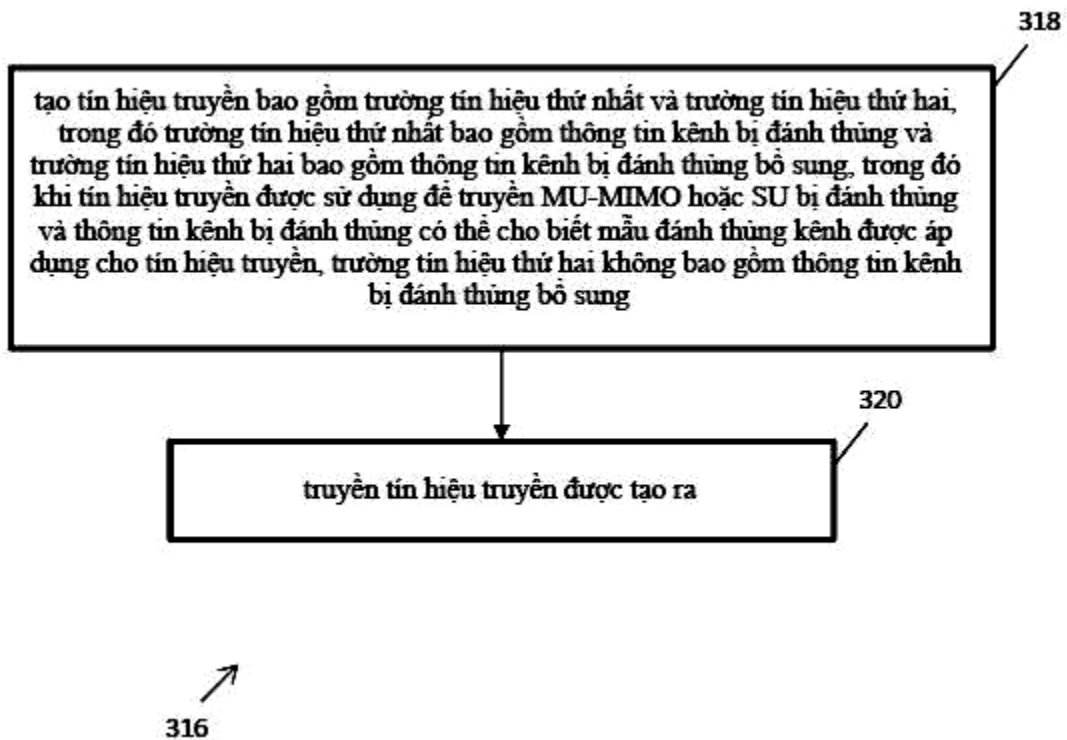 318
tạo tín hiệu truyền bao gồm trường tín hiệu thứ nhất và trường tín hiệu thứ hai,
trong đó trường tín hiệu thứ nhất bao gồm thông tin kênh bị đánh thủng và
trường tín hiệu thứ hai bao gồm thông tin kênh bị đánh thủng bổ sung, trong đó
khi tín hiệu truyền được sử dụng để truyền MU-MIMO hoặc SU bị đánh thủng
và thông tin kênh bị đánh thủng có thể cho biết mẫu đánh thủng kênh được áp
dụng cho tín hiệu truyền, trường tín hiệu thứ hai không bao gồm thông tin kênh
bị đánh thủng bổ sung
320
truyền tín hiệu truyền được tạo ra
316